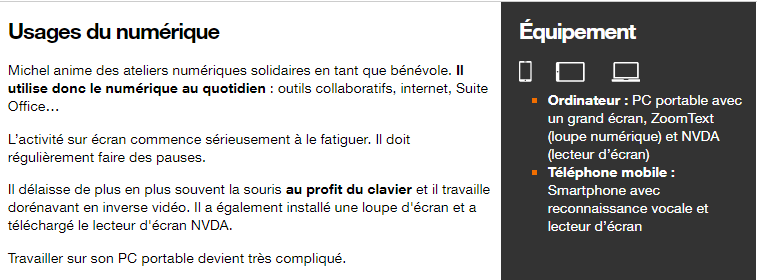 Usages du numérique
Michel anime des ateliers numériques solidaires en tant que bénévole. Il
utilise donc le numérique au quotidien : outils collaboratifs, internet, Suite
Office…
L'activité sur écran commence sérieusement à le fatiguer. Il doit
régulièrement faire des pauses.
Il délaisse de plus en plus souvent la souris au profit du clavier et il travaille
dorénavant en inverse vidéo. Il a également installé une loupe d'écran et a
téléchargé le lecteur d'écran NVDA.
Travailler sur son PC portable devient très compliqué.
Équipement
Ordinateur : PC portable avec
un grand écran, ZoomText
(loupe numérique) et NVDA
(lecteur d'écran)
Téléphone mobile :
Smartphone avec
reconnaissance vocale et
lecteur d'écran